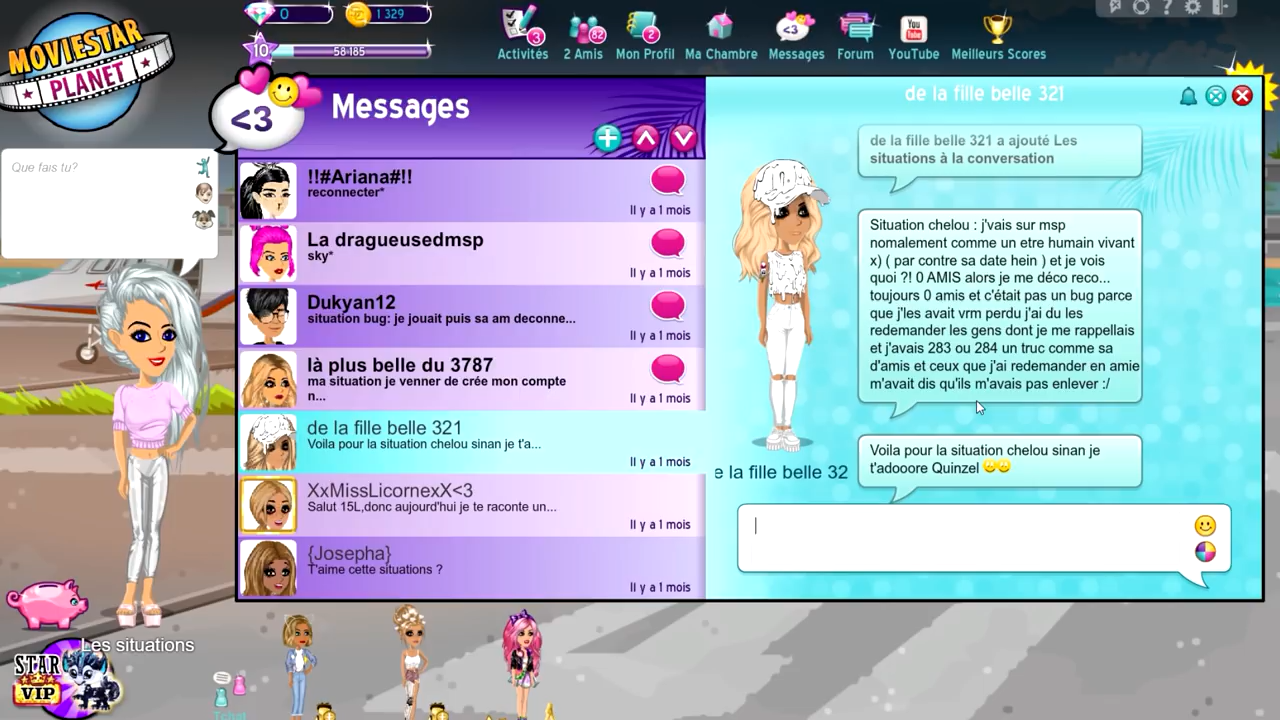 MOVIESTAR
PLANET
0
1 329
10
58 185
3
82
2
<3
You
Tube
Activités
2 Amis
Mon Profil
Ma Chambre
Messages
Forum
YouTube
Meilleurs Scores
Que fais tu?
<3
Messages
!!#Ariana#!!
reconnecter*
Il y a 1 mois
La dragueusedmsp
sky*
Il y a 1 mois
Dukyan12
situation bug: je jouait puis sa am deconne...
Il y a 1 mois
là plus belle du 3787
ma situation je venner de crée mon compte
n...
Il y a 1 mois
de la fille belle 321
Voila pour la situation chelou sinan je t'a...
Il y a 1 mois
XxMissLicornexX<3
Salut 15L,donc aujourd'hui je te raconte un...
Il y a 1 mois
{Josepha}
T'aime cette situations ?
Il y a 1 mois
de la fille belle 321
de la fille belle 321 a ajouté Les
situations à la conversation
Situation chelou : j'vais sur msp
nomalement comme un etre humain vivant
x) ( par contre sa date hein ) et je vois
quoi ?! 0 AMIS alors je me déco reco...
toujours 0 amis et c'était pas un bug parce
que j'les avait vrm perdu j'ai du les
redemander les gens dont je me rappellais
et j'avais 283 ou 284 un truc comme sa
d'amis et ceux que j'ai redemander en amie
m'avait dis qu'ils m'avais pas enlever :/
Voila pour la situation chelou sinan je
t'adooore Quinzel
e la fille belle 32
Les situations
STAR
VIP
Tchat